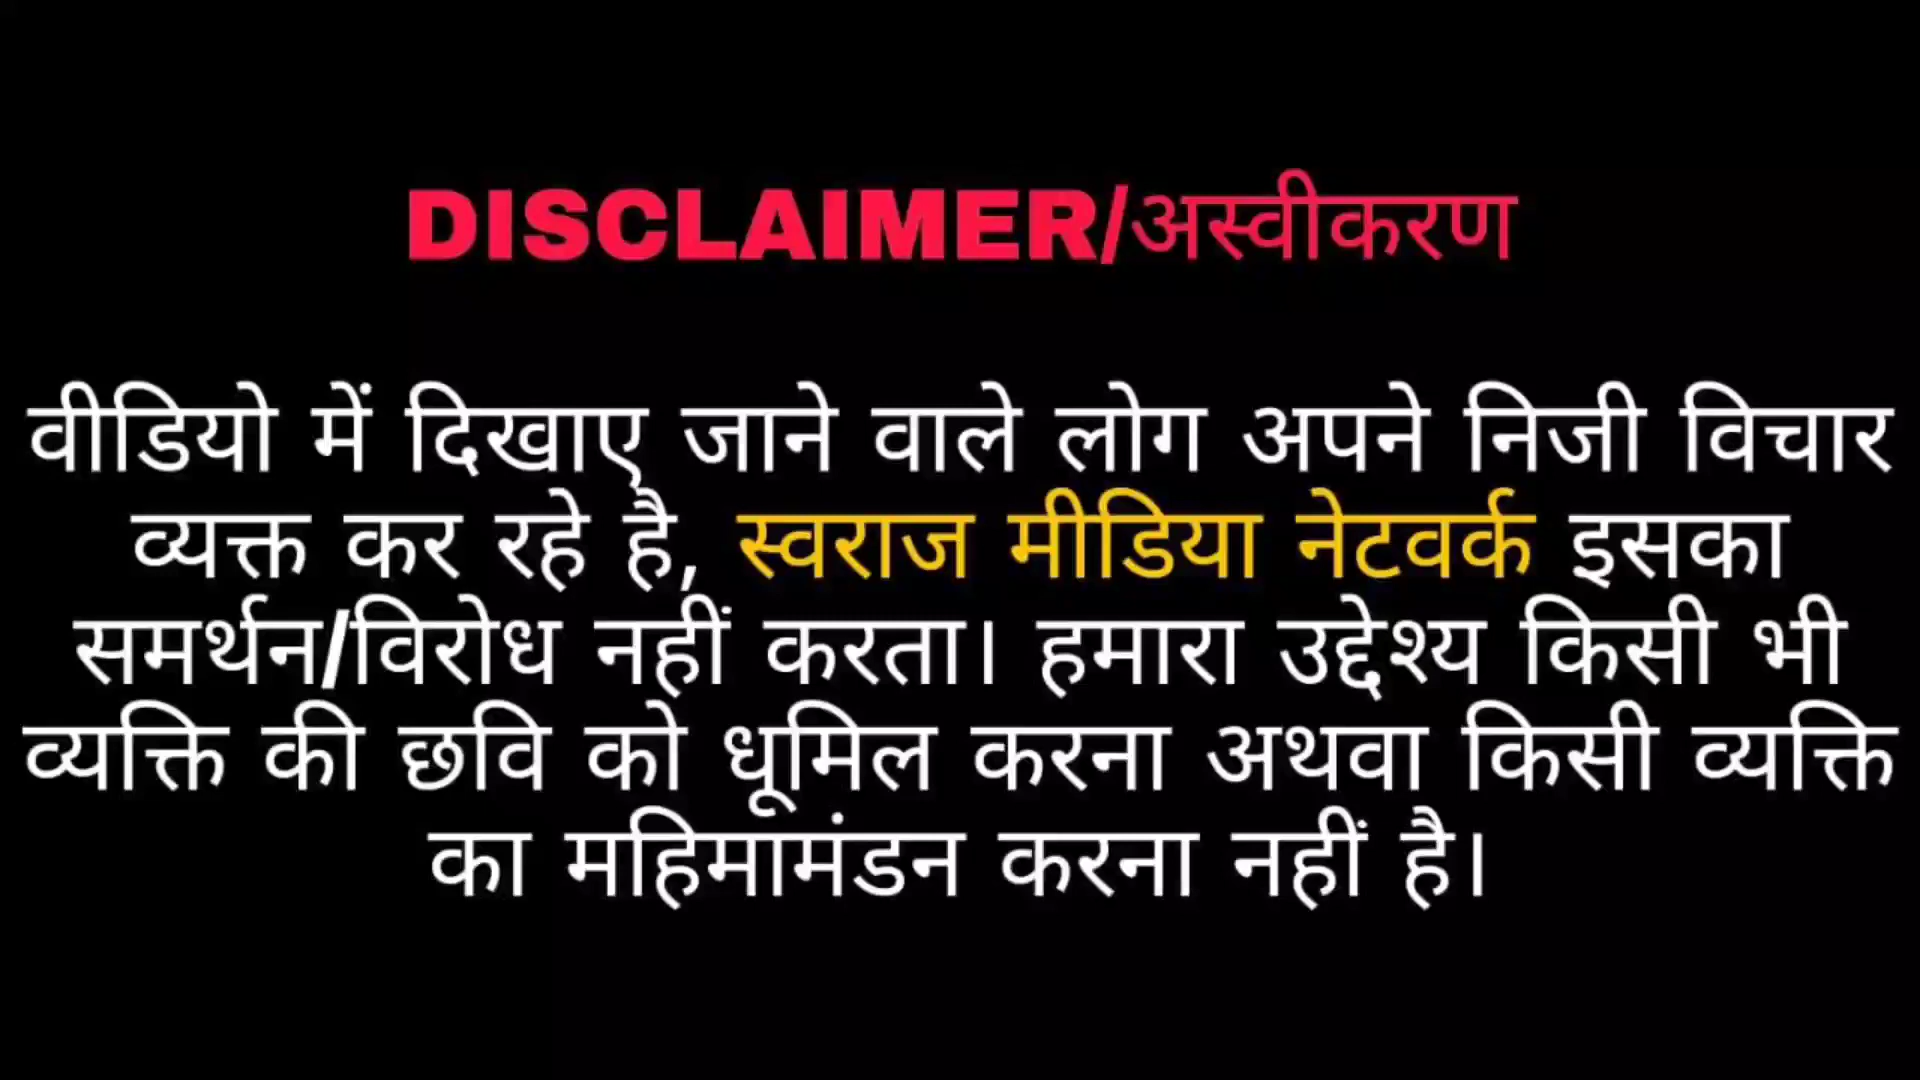 DISCLAIMER/अस्वीकरण
वीडियो में दिखाए जाने वाले लोग अपने निजी विचार
व्यक्त कर रहे है, स्वराज मीडिया नेटवर्क इसका
समर्थन/विरोध नहीं करता। हमारा उद्देश्य किसी भी
व्यक्ति की छवि को धूमिल करना अथवा किसी व्यक्ति
का महिमामंडन करना नहीं है।